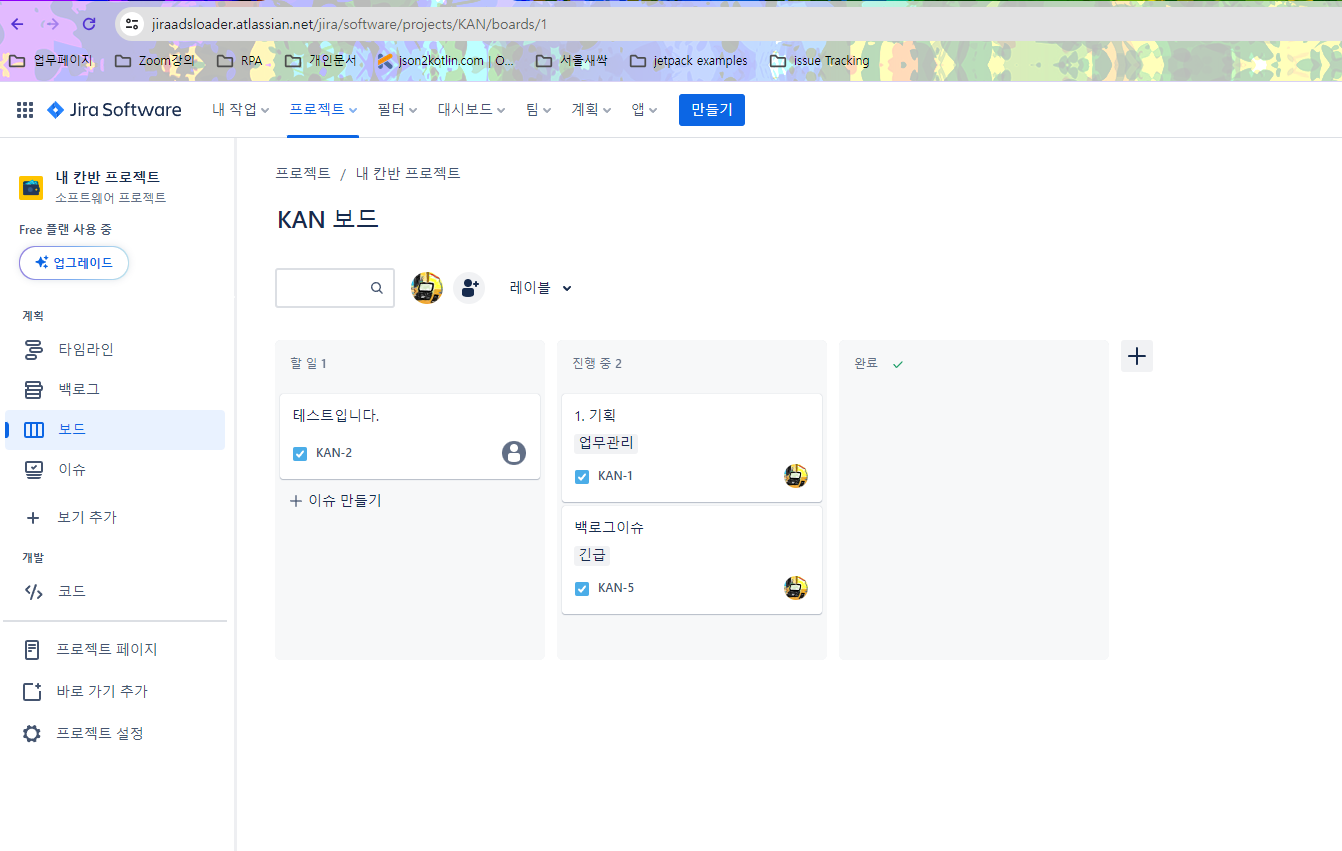 jiraadsloader.atlassian.net/jira/software/projects/KAN/boards/1
업무페이지 Zoom강의 RPA 개인문서 json2kotlin.com | O... 서울새싹 jetpack examples issue Tracking
Jira Software 내 작업 프로젝트 필터 대시보드 팀 계획 앱 만들기
내 칸반 프로젝트
소프트웨어 프로젝트
Free 플랜 사용 중
업그레이드
계획
타임라인
백로그
보드
이슈
보기 추가
개발
코드
프로젝트 페이지
바로 가기 추가
프로젝트 설정
프로젝트 / 내 칸반 프로젝트
KAN 보드
레이블
할 일 1
테스트입니다.
KAN-2
이슈 만들기
진행 중 2
1. 기획
업무관리
KAN-1
백로그이슈
긴급
KAN-5
완료